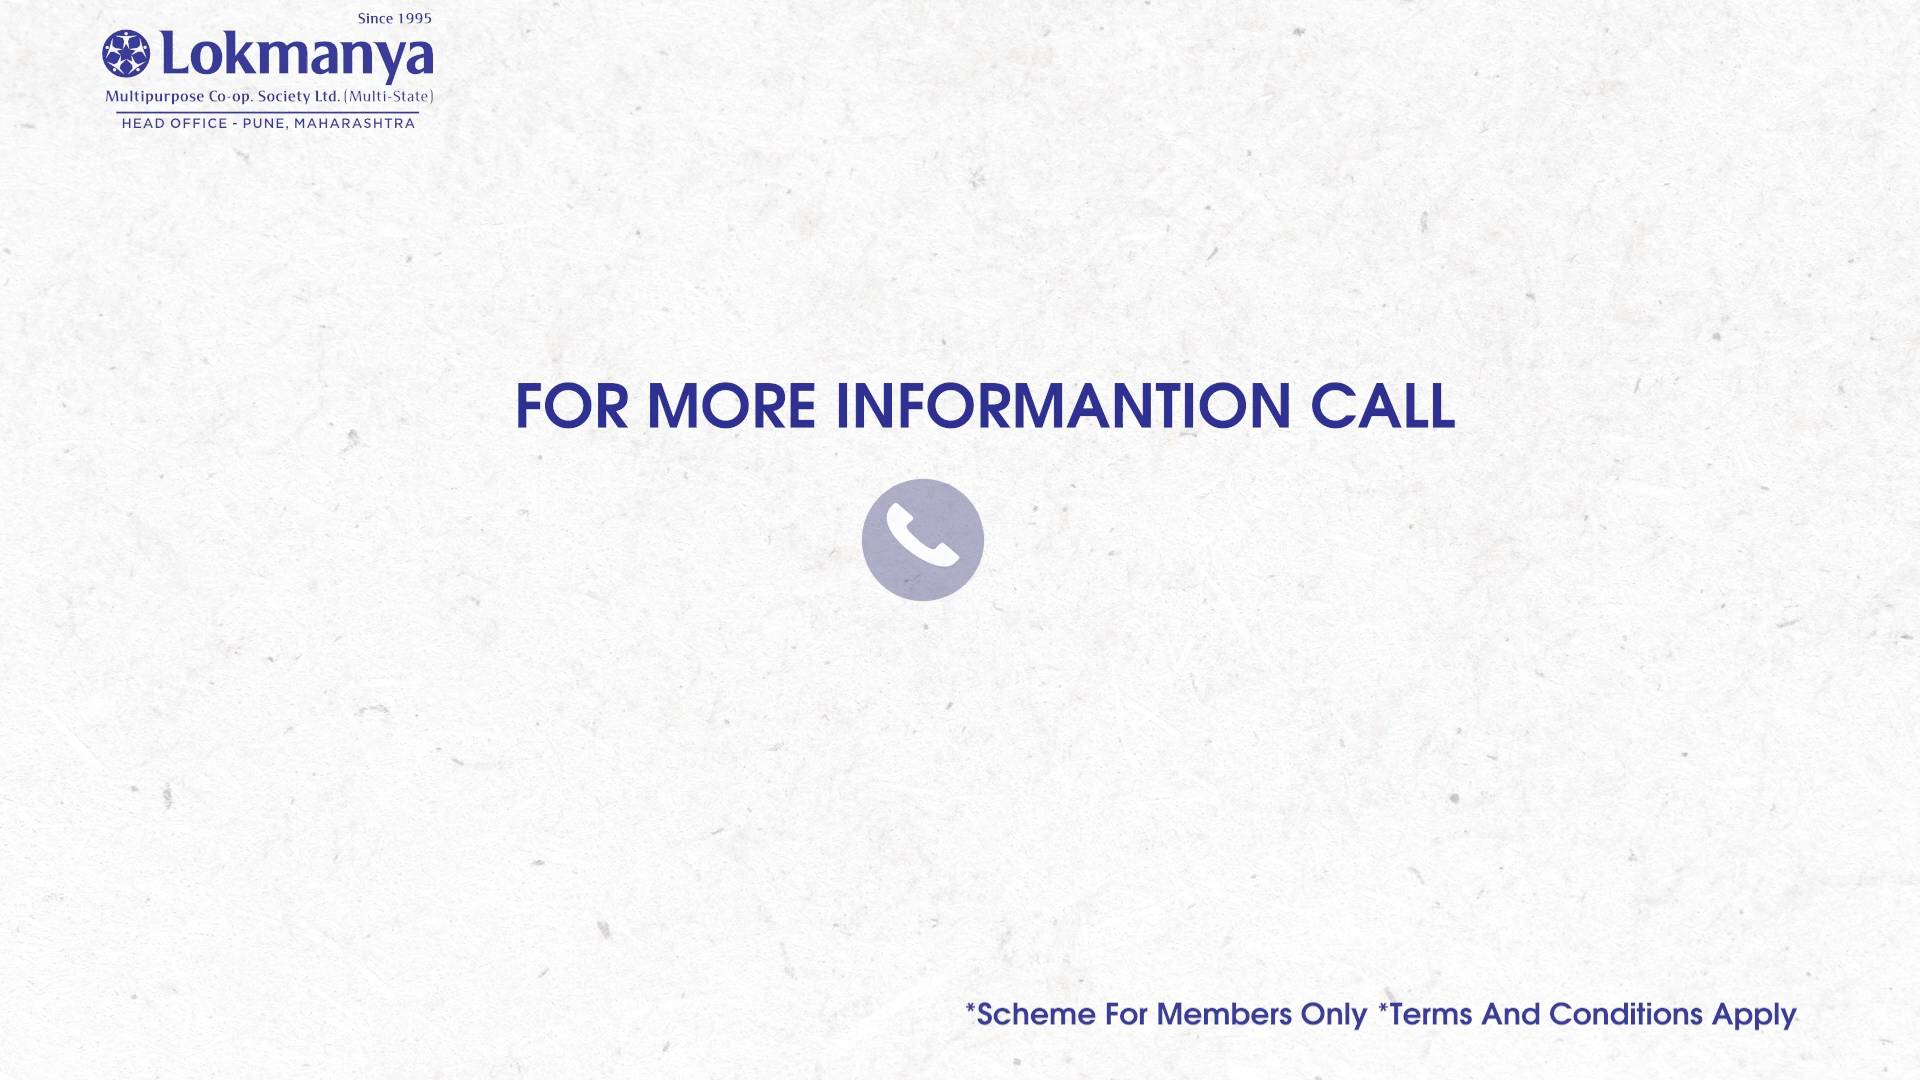 Since 1995
Lokmanya
Multipurpose Co-op. Society Ltd. (Multi-State)
HEAD OFFICE - PUNE, MAHARASHTRA
FOR MORE INFORMANTION CALL
*Scheme For Members Only *Terms And Conditions Apply